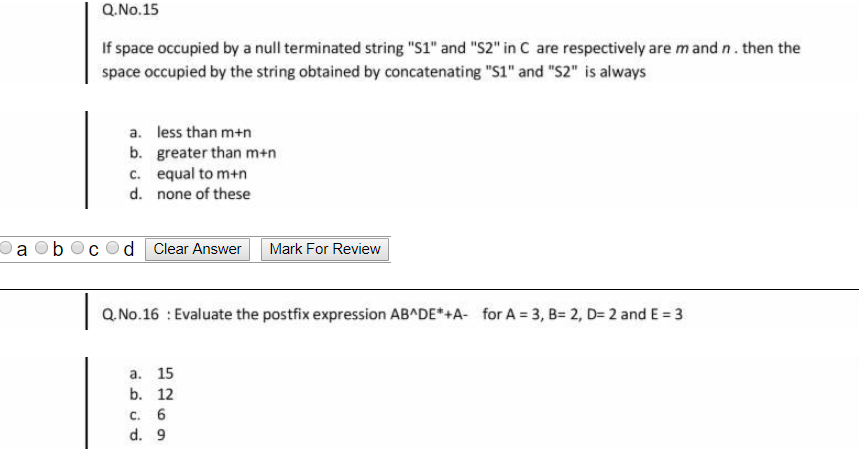 Q.No.15
If space occupied by a null terminated string "S1" and "S2" in C are respectively are m and n . then the
space occupied by the string obtained by concatenating "S1" and "S2" is always
a. less than m+n
b. greater than m+n
c. equal to m+n
d. none of these
a b c d Clear Answer Mark For Review
Q.No.16 : Evaluate the postfix expression AB^DE*+A- for A = 3, B= 2, D= 2 and E = 3
a. 15
b. 12
c. 6
d. 9